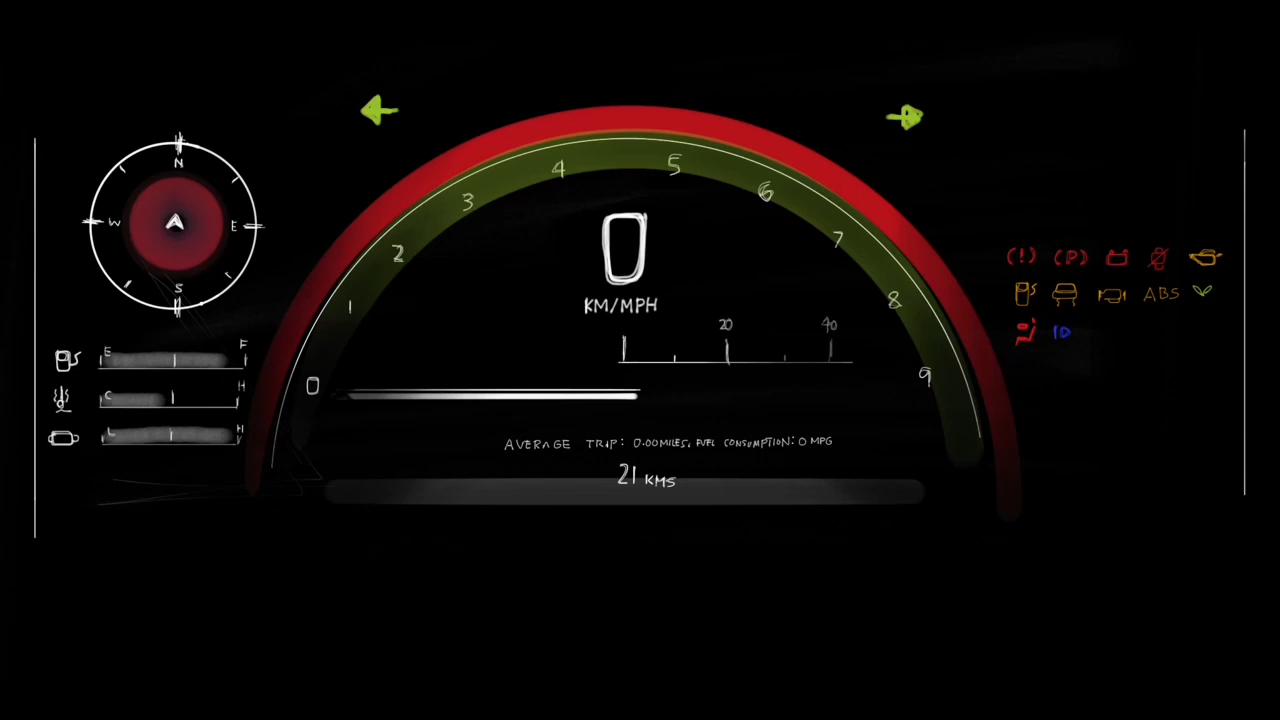 N
W
E
S
E F
C H
L H
0
1
2
3
4
5
6
7
8
9
0
KM/MPH
20 40
AVERAGE TRIP: 0.00MILES, FUEL CONSUMPTION: 0 MPG
21 KMS
(!) (P)
ABS